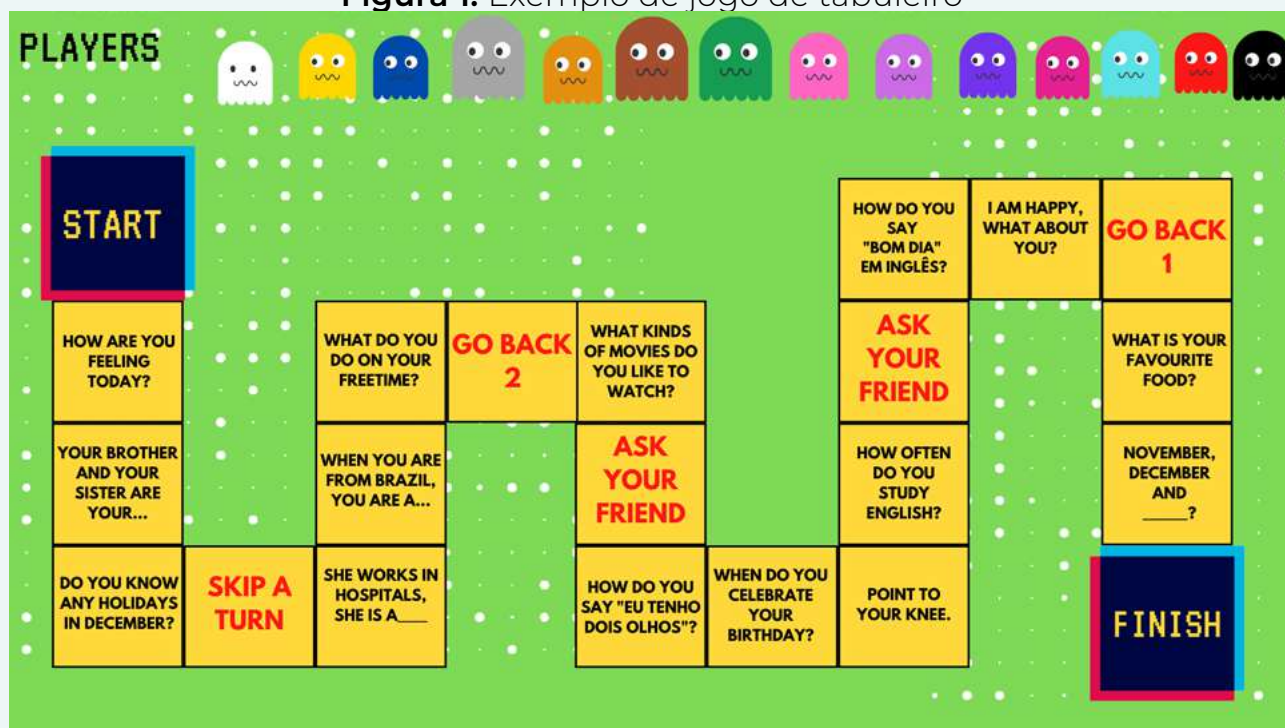 Figura 1. Exemplo de jogo de tabuleiro
PLAYERS
START
HOW ARE YOU
FEELING
TODAY?
YOUR BROTHER
AND YOUR
SISTER ARE
YOUR...
DO YOU KNOW
ANY HOLIDAYS
IN DECEMBER?
SKIP A
TURN
SHE WORKS IN
HOSPITALS,
SHE IS A___
WHEN YOU ARE
FROM BRAZIL,
YOU ARE A...
WHAT DO YOU
DO ON YOUR
FREETIME?
GO BACK
2
WHAT KINDS
OF MOVIES DO
YOU LIKE TO
WATCH?
ASK
YOUR
FRIEND
HOW DO YOU
SAY "EU TENHO
DOIS OLHOS"?
WHEN DO YOU
CELEBRATE
YOUR
BIRTHDAY?
POINT TO
YOUR KNEE.
HOW OFTEN
DO YOU
STUDY
ENGLISH?
ASK
YOUR
FRIEND
HOW DO YOU
SAY
"BOM DIA"
EM INGLÊS?
I AM HAPPY,
WHAT ABOUT
YOU?
GO BACK
1
WHAT IS YOUR
FAVOURITE
FOOD?
NOVEMBER,
DECEMBER
AND
_____?
FINISH